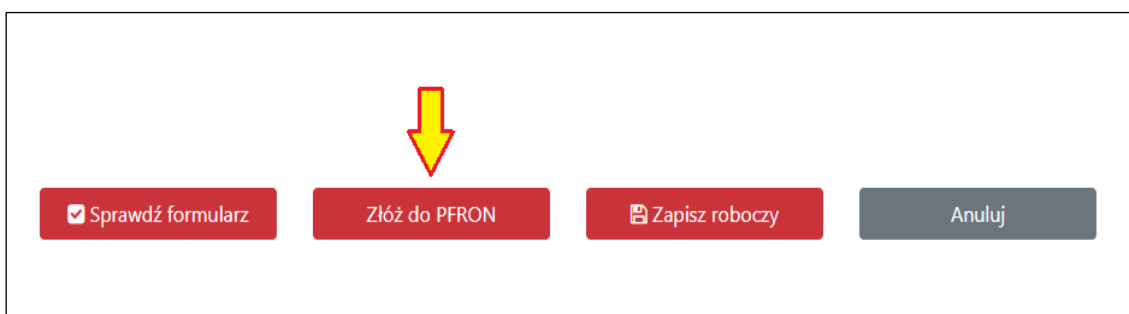 Sprawdź formularz
Złóż do PFRON
Zapisz roboczy
Anuluj